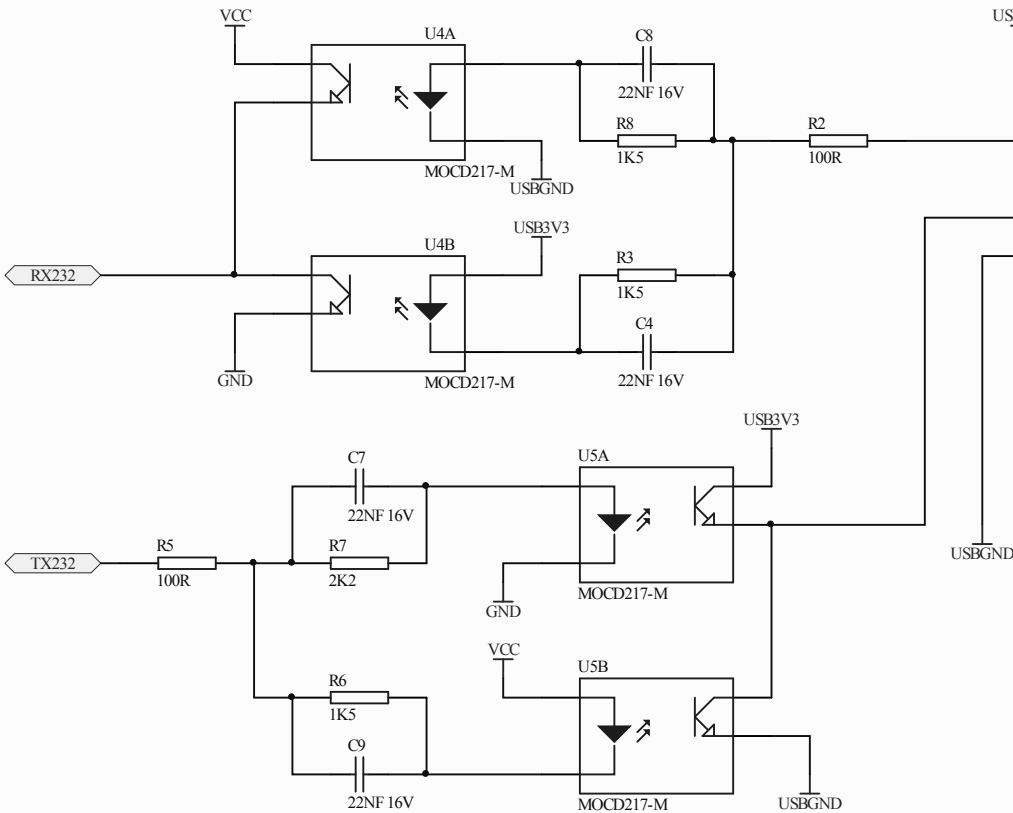 VCC
U4A
C8
22NF 16V
R8
1K5
R2
100R
US
MOCD217-M
USBGND
USB3V3
U4B
RX232
R3
1K5
C4
22NF 16V
GND
MOCD217-M
USB3V3
U5A
C7
22NF 16V
TX232
R5
100R
R7
2K2
USBGND
MOCD217-M
GND
VCC
U5B
R6
1K5
C9
22NF 16V
MOCD217-M
USBGND